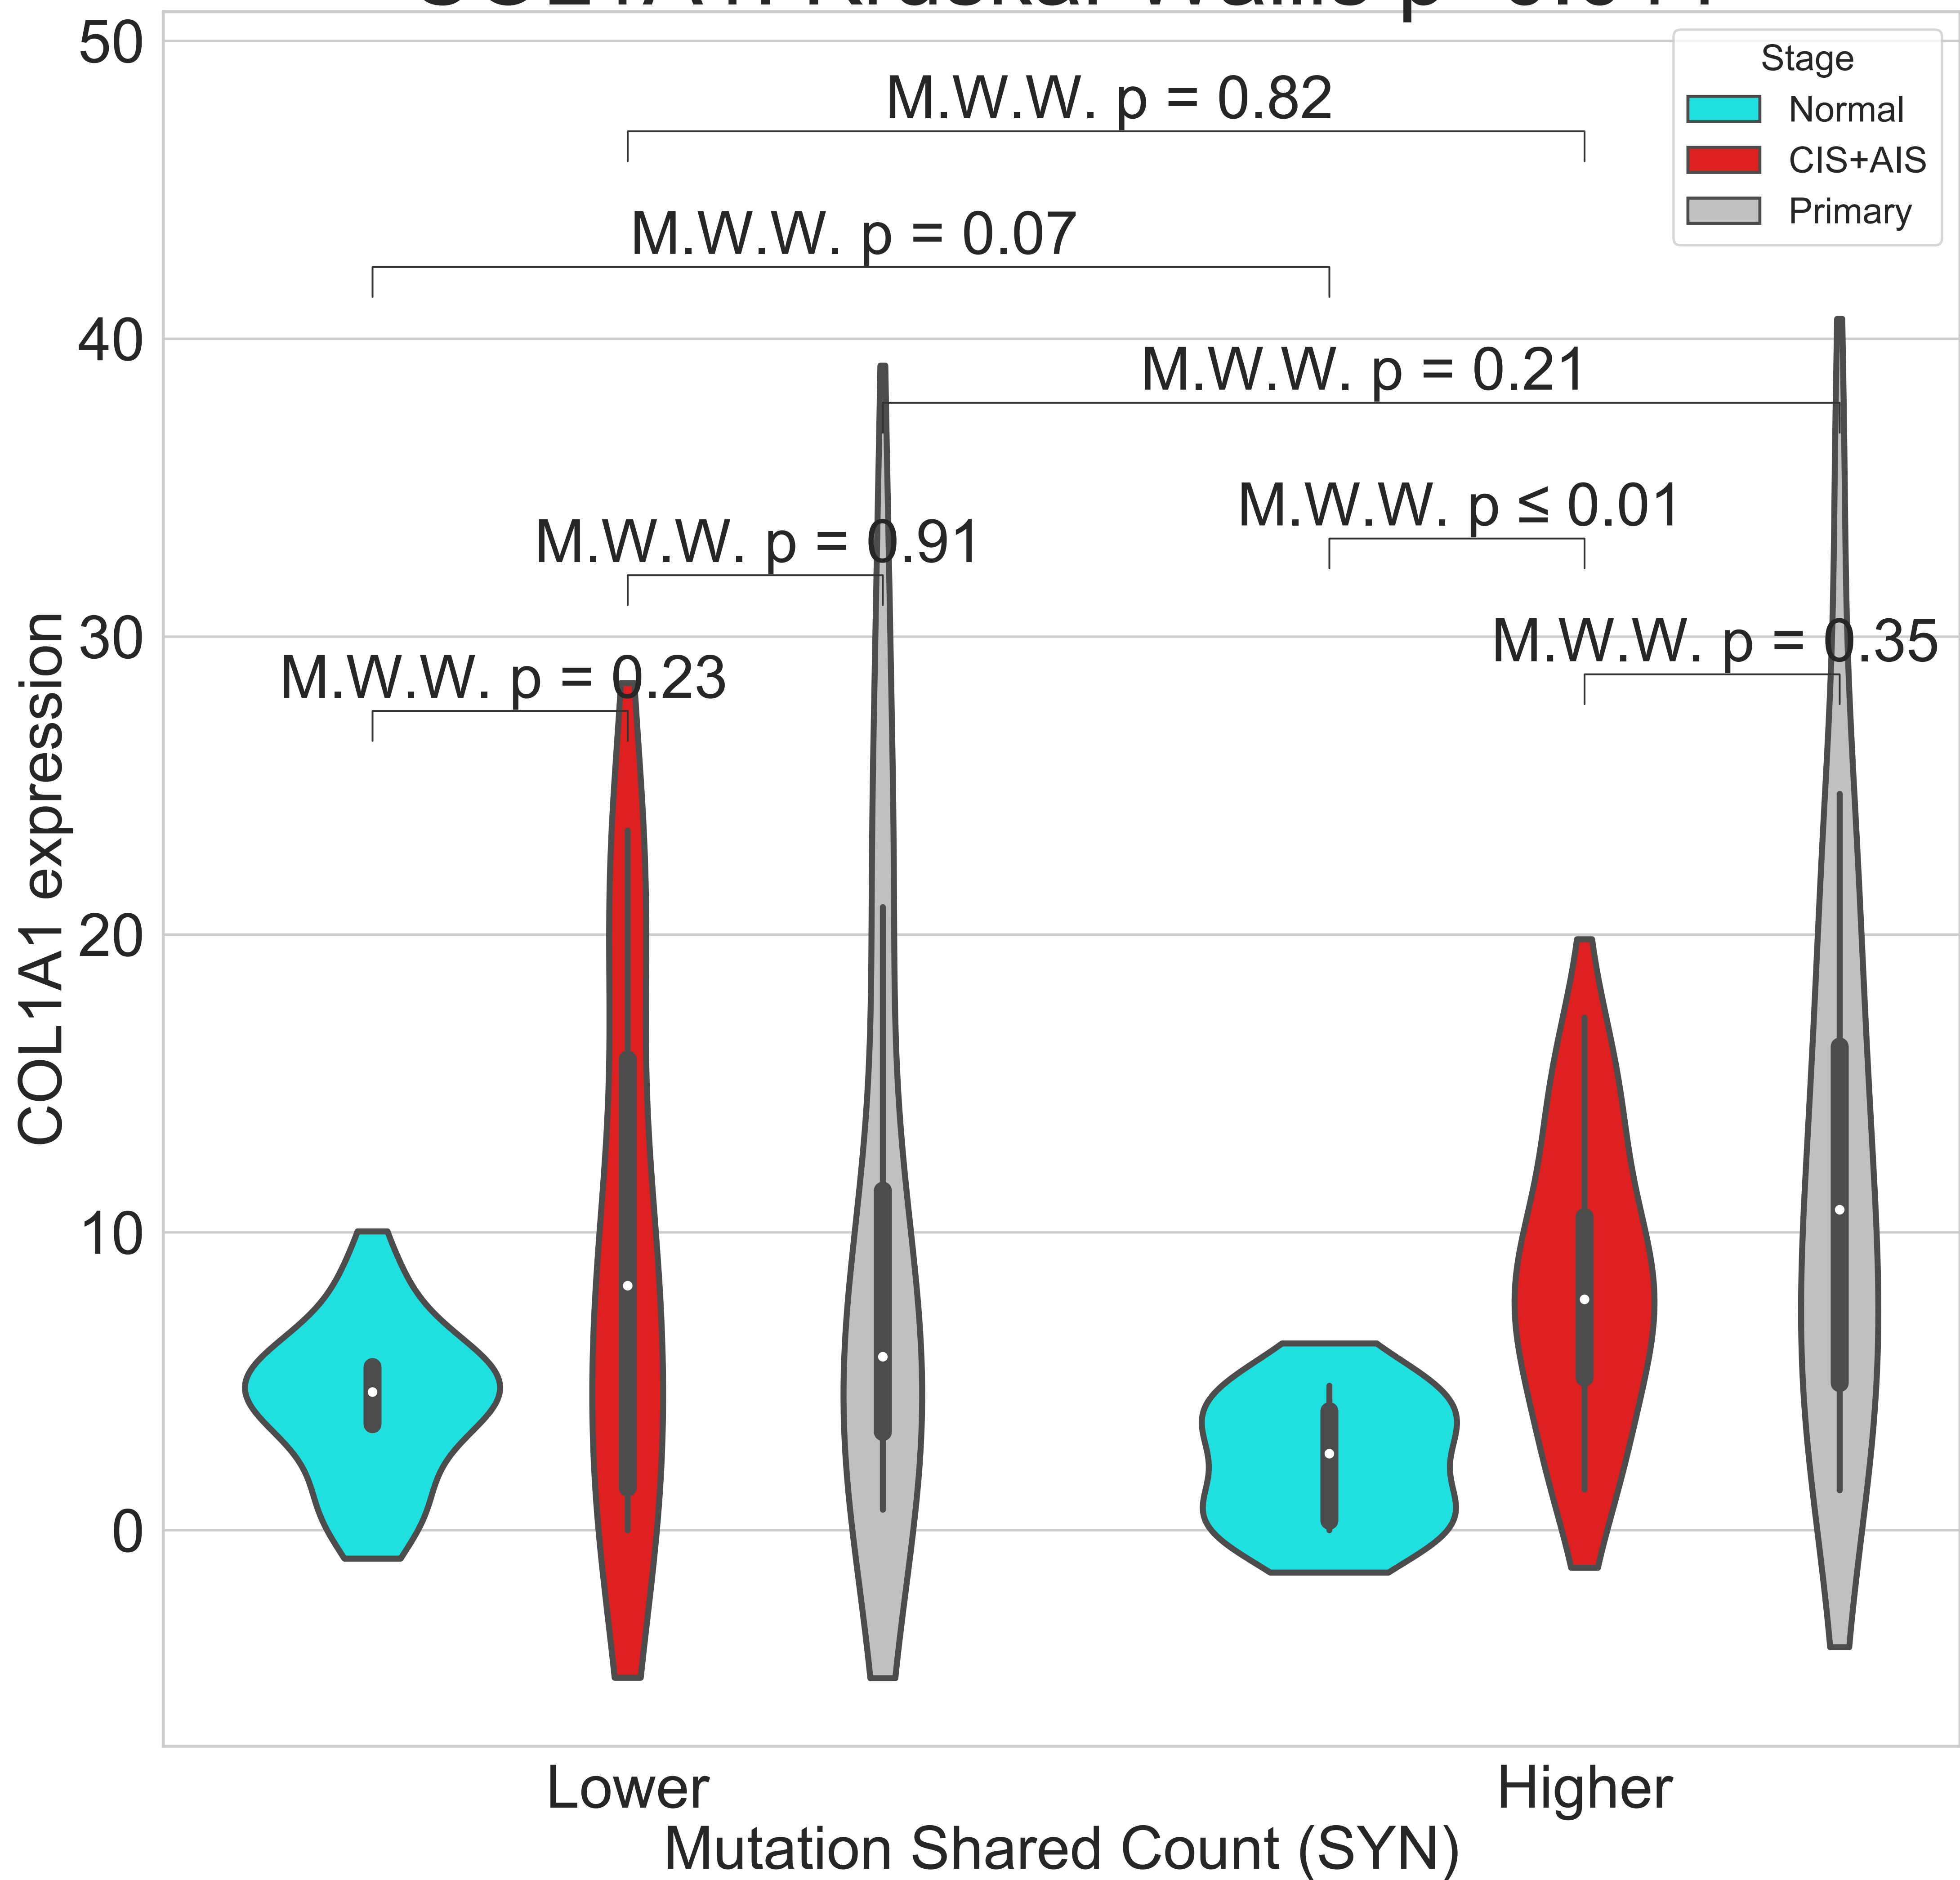 50
Stage
Normal
CIS+AIS
Primary
M.W.W. p = 0.82
M.W.W. p = 0.07
40
M.W.W. p = 0.21
M.W.W. p ≤ 0.01
M.W.W. p = 0.91
30
M.W.W. p = 0.35
M.W.W. p = 0.23
COL1A1 expression
20
10
0
Lower
Higher
Mutation Shared Count (SYN)